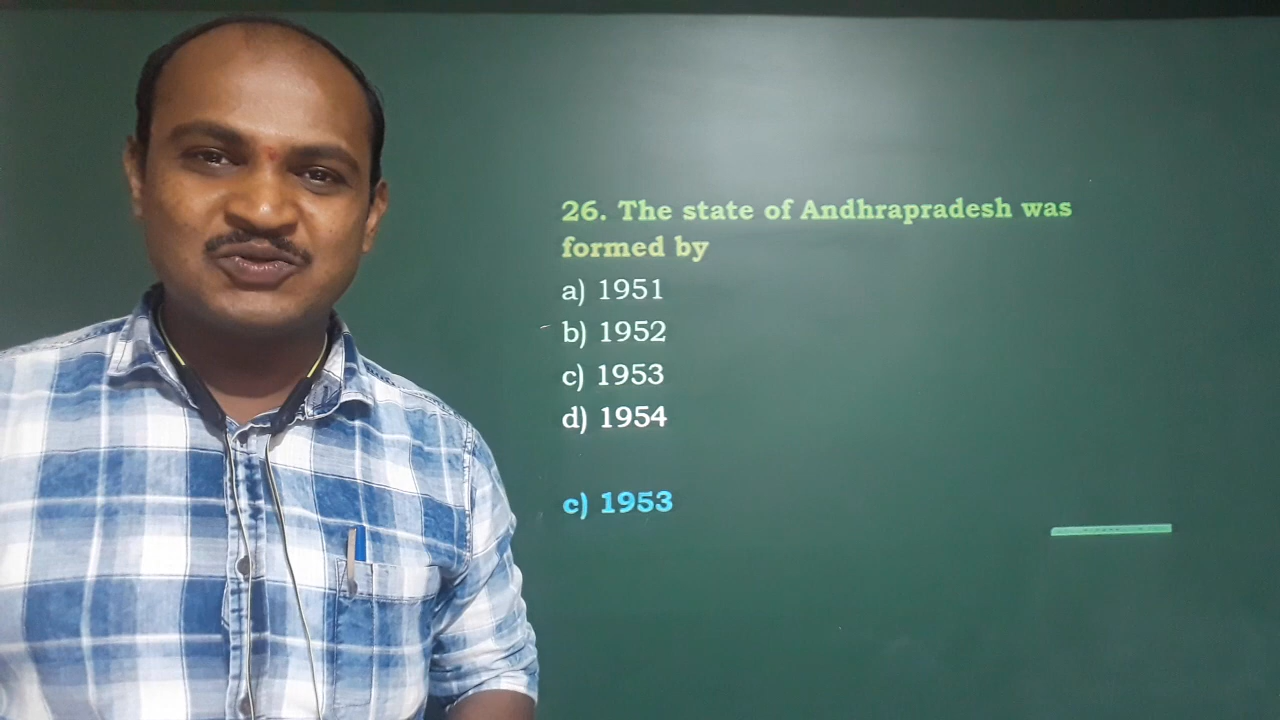 26. The state of Andhrapradesh was
formed by
a) 1951
b) 1952
c) 1953
d) 1954
c) 1953